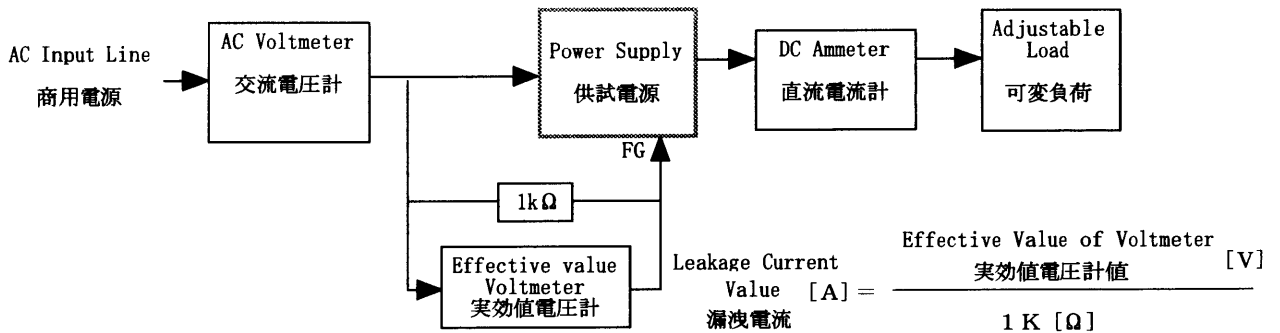 AC Input Line
商用電源
AC Voltmeter
交流電圧計
Power Supply
供試電源
DC Ammeter
直流電流計
Adjustable
Load
可変負荷
FG
1kΩ
Effective value
Voltmeter
実効値電圧計
Leakage Current
Value [A] =
漏洩電流
Effective Value of Voltmeter
実効値電圧計値 [V]
1 K [Ω]